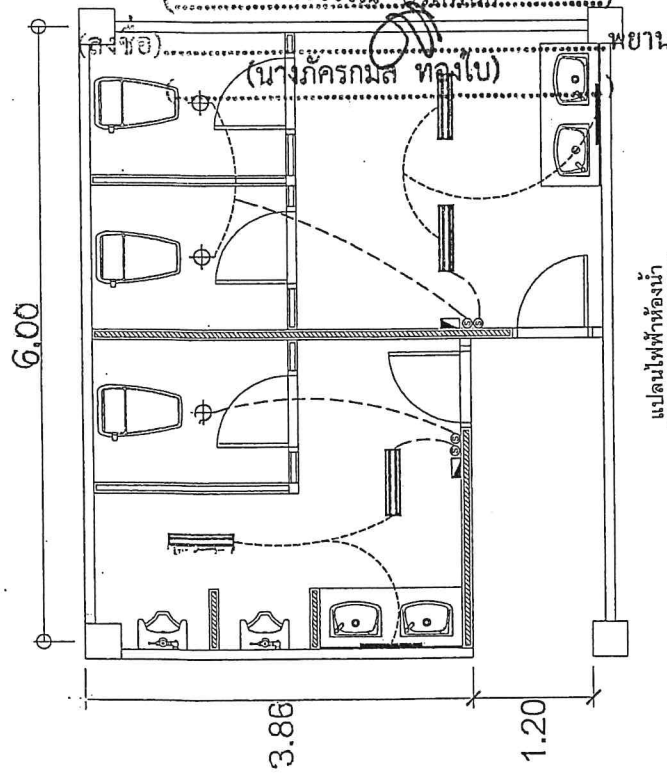 (ลงชื่อ) พยาน
(นางภัครกมล ทองใบ)
6.00
3.86
1.20
S S
S S
แปลนไฟฟ้าห้องน้ำ